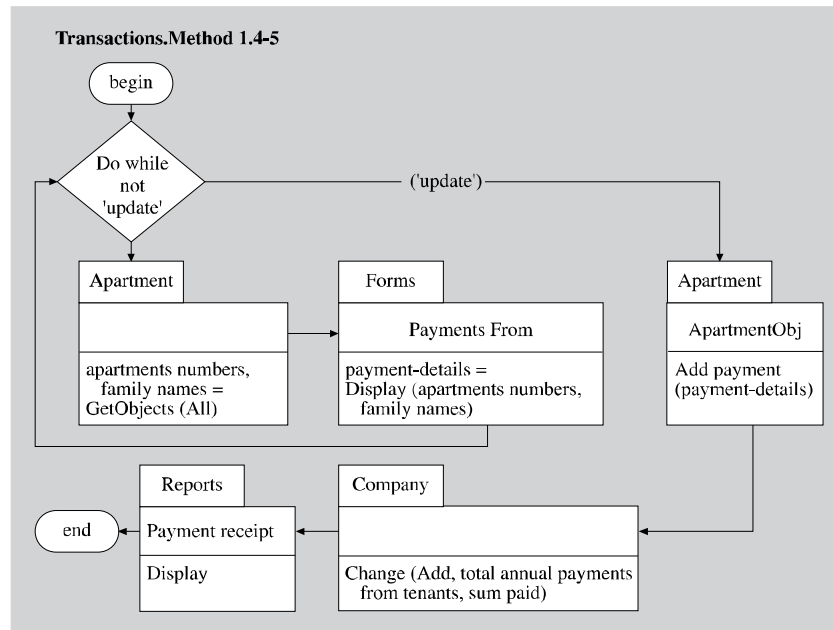 Transactions.Method 1.4-5
begin
Do while
not
'update'
('update')
Apartment
apartments numbers,
family names =
GetObjects (All)
Forms
Payments From
payment-details =
Display (apartments numbers,
family names)
Apartment
ApartmentObj
Add payment
(payment-details)
Reports
Payment receipt
Display
Company
Change (Add, total annual payments
from tenants, sum paid)
end